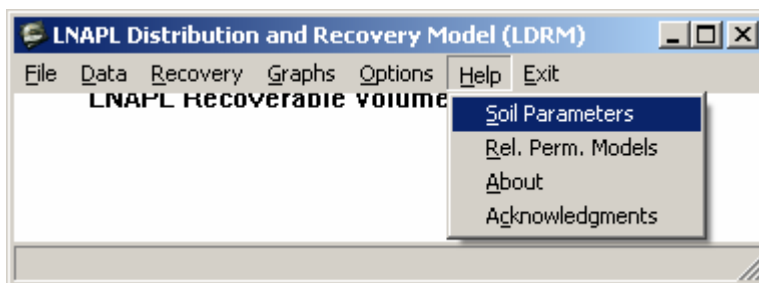 LNAPL Distribution and Recovery Model (LDRM)
File Data Recovery Graphs Options Help Exit
LNAPL Recoverable Volume
Soil Parameters
Rel. Perm. Models
About
Acknowledgments